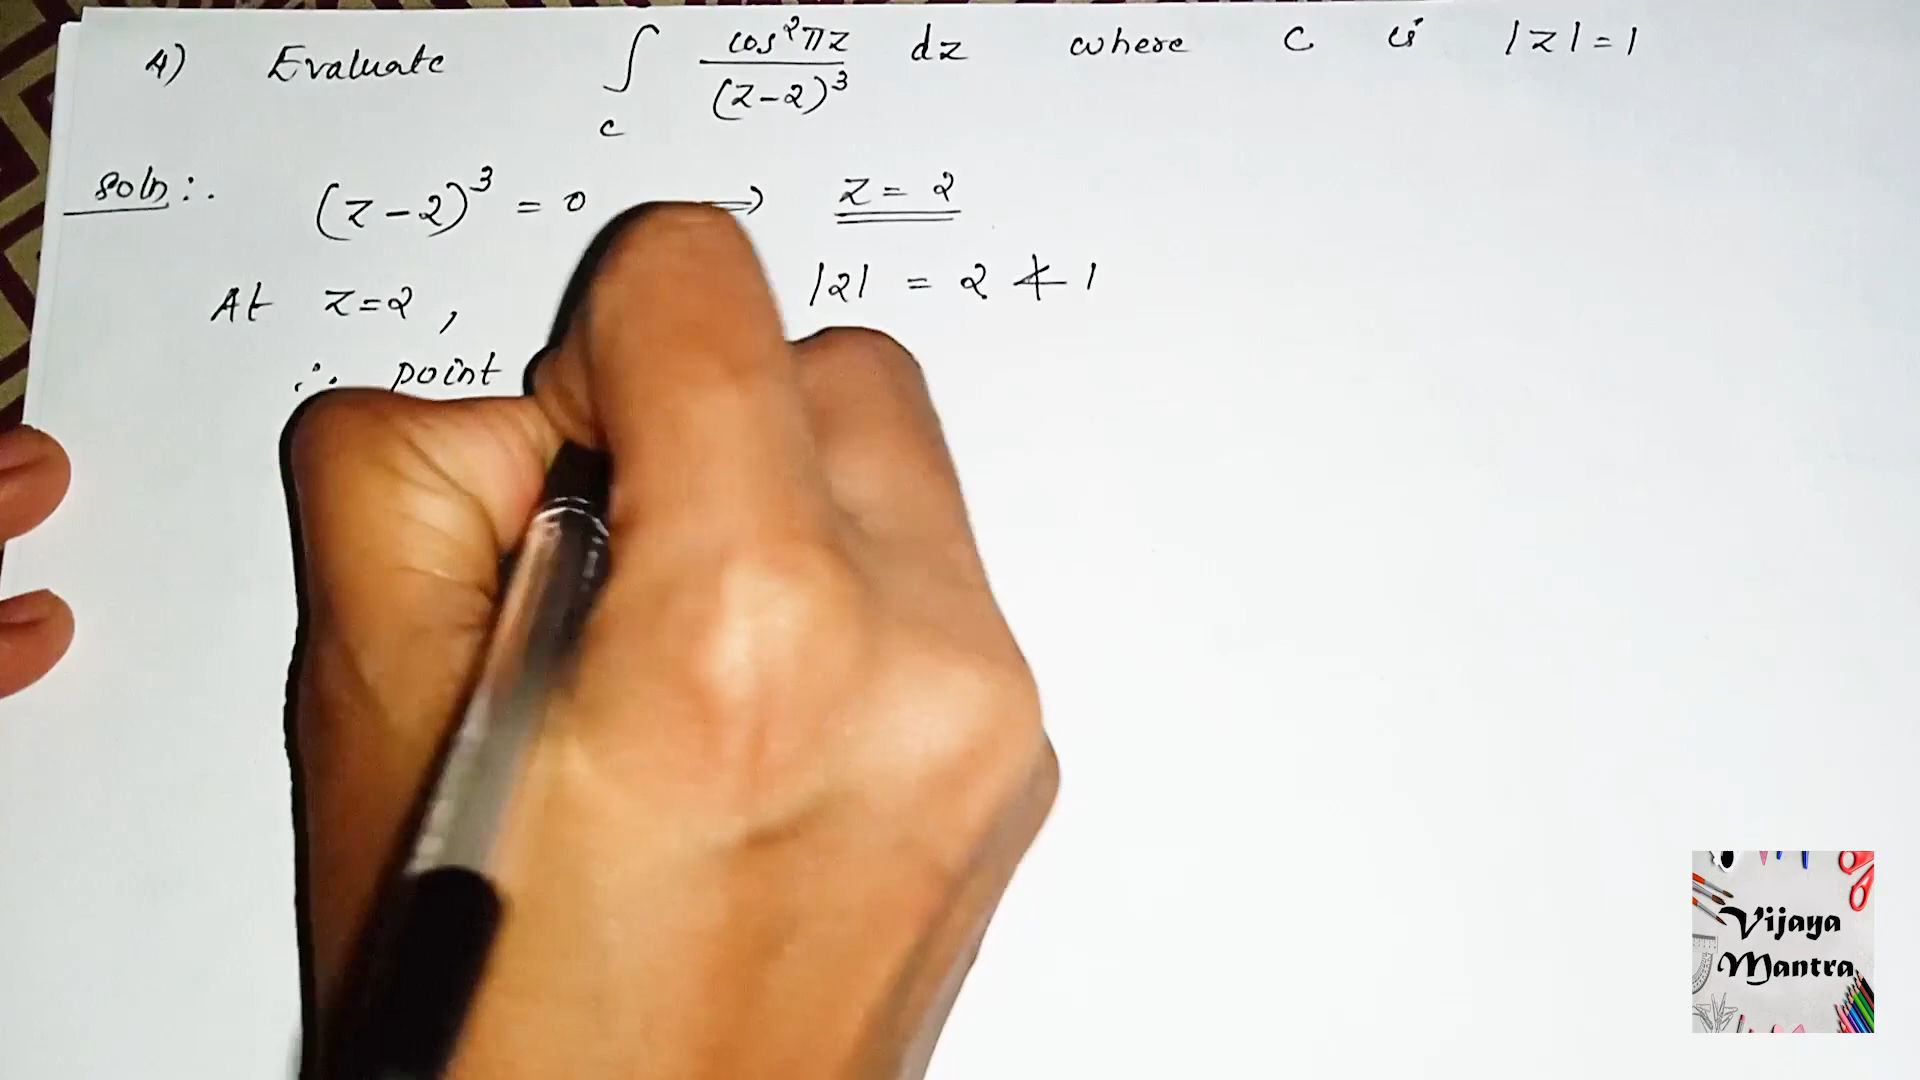 4) Evaluate ∫_C cos²πz / (z-2)³ dz where C is |z|=1
soln:. (z-2)³ = 0 ⟹ z = 2
At z=2, |2| = 2 ≮ 1
∴ point
Vijaya
Mantra